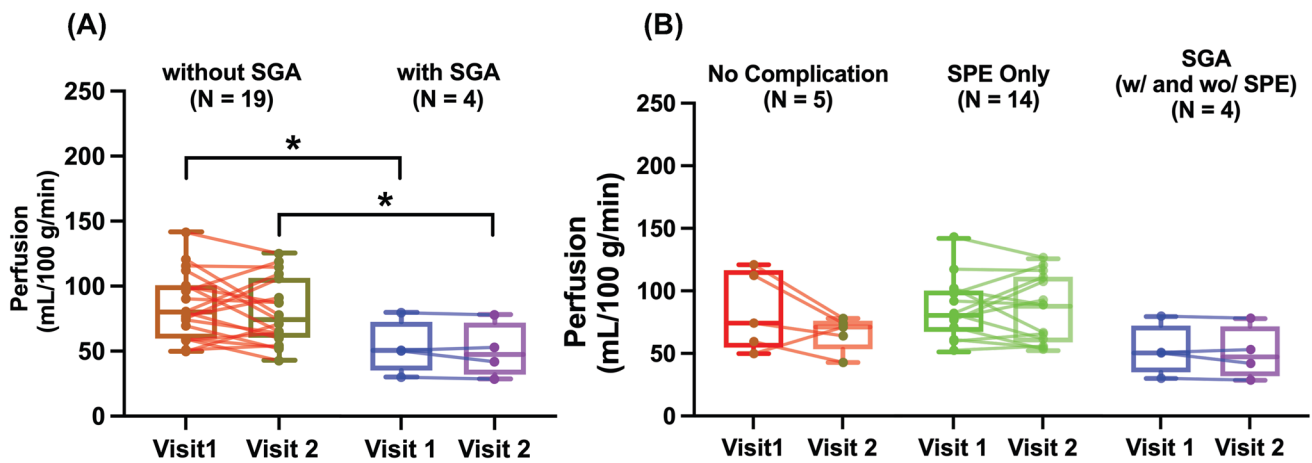 (A)
without SGA
(N = 19)
with SGA
(N = 4)
Perfusion
(mL/100 g/min)
250
200
150
100
50
0
*
*
Visit1
Visit 2
Visit 1
Visit 2
(B)
No Complication
(N = 5)
SPE Only
(N = 14)
SGA
(w/ and wo/ SPE)
(N = 4)
Perfusion
(mL/100 g/min)
250
200
150
100
50
0
Visit1
Visit 2
Visit 1
Visit 2
Visit 1
Visit 2